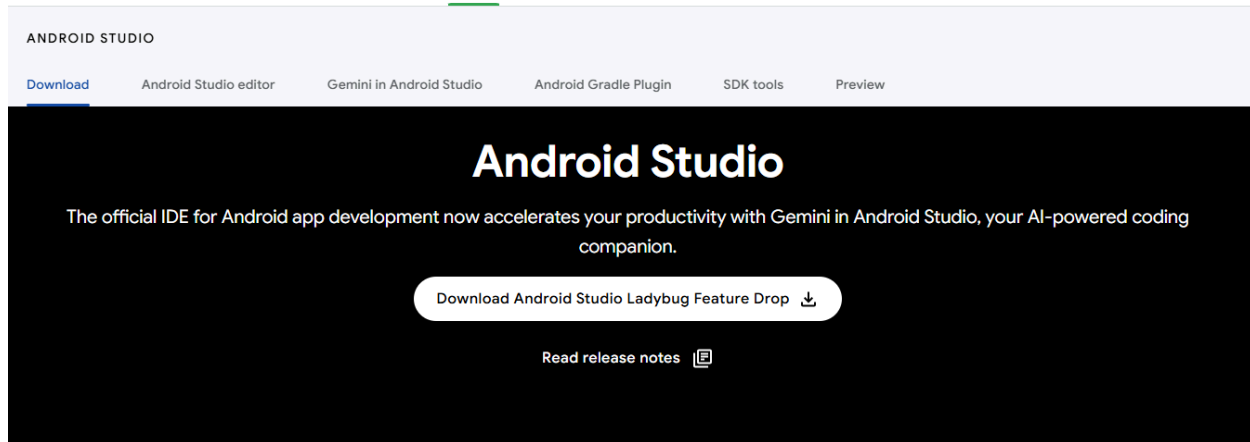 ANDROID STUDIO
Download Android Studio editor Gemini in Android Studio Android Gradle Plugin SDK tools Preview
Android Studio
The official IDE for Android app development now accelerates your productivity with Gemini in Android Studio, your AI-powered coding
companion.
Download Android Studio Ladybug Feature Drop
Read release notes